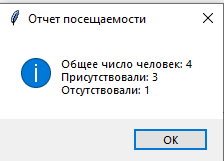 Отчет посещаемости
Общее число человек: 4
Присутствовали: 3
Отсутствовали: 1
OK